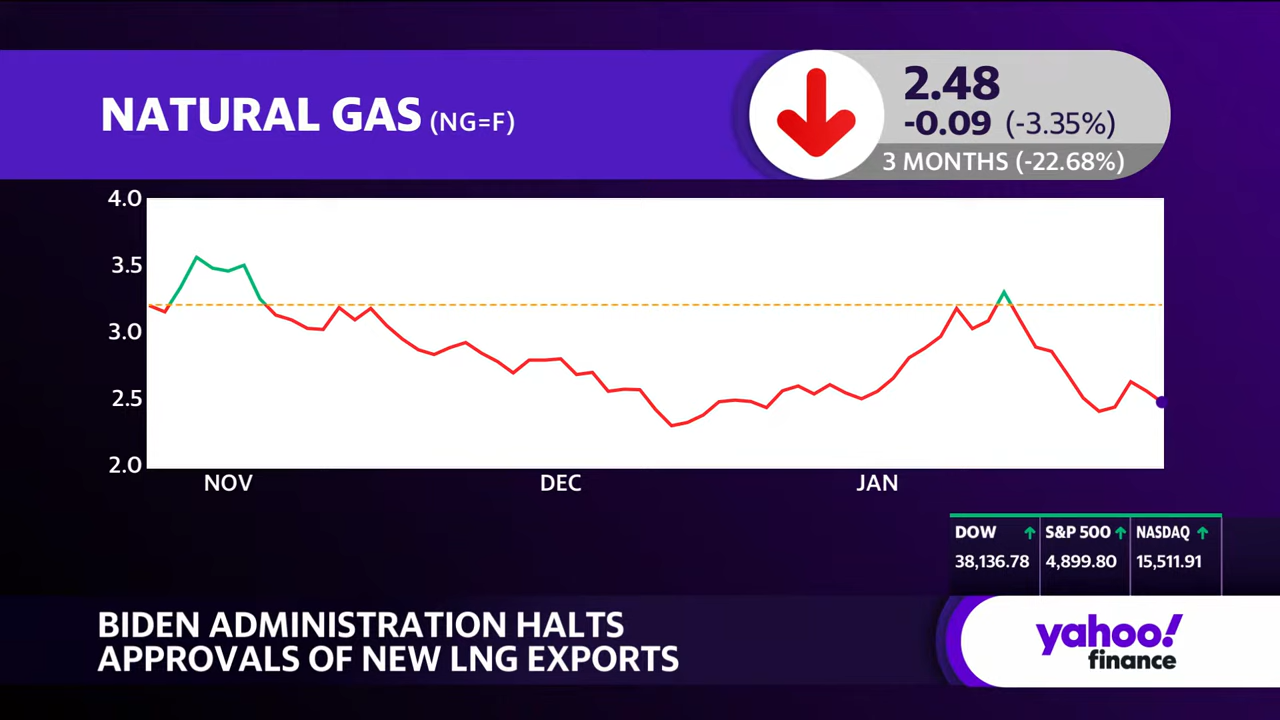 NATURAL GAS (NG=F)
2.48
-0.09 (-3.35%)
3 MONTHS (-22.68%)
4.0
3.5
3.0
2.5
2.0
NOV DEC JAN
DOW S&P 500 NASDAQ
38,136.78 4,899.80 15,511.91
BIDEN ADMINISTRATION HALTS
APPROVALS OF NEW LNG EXPORTS
yahoo!
finance